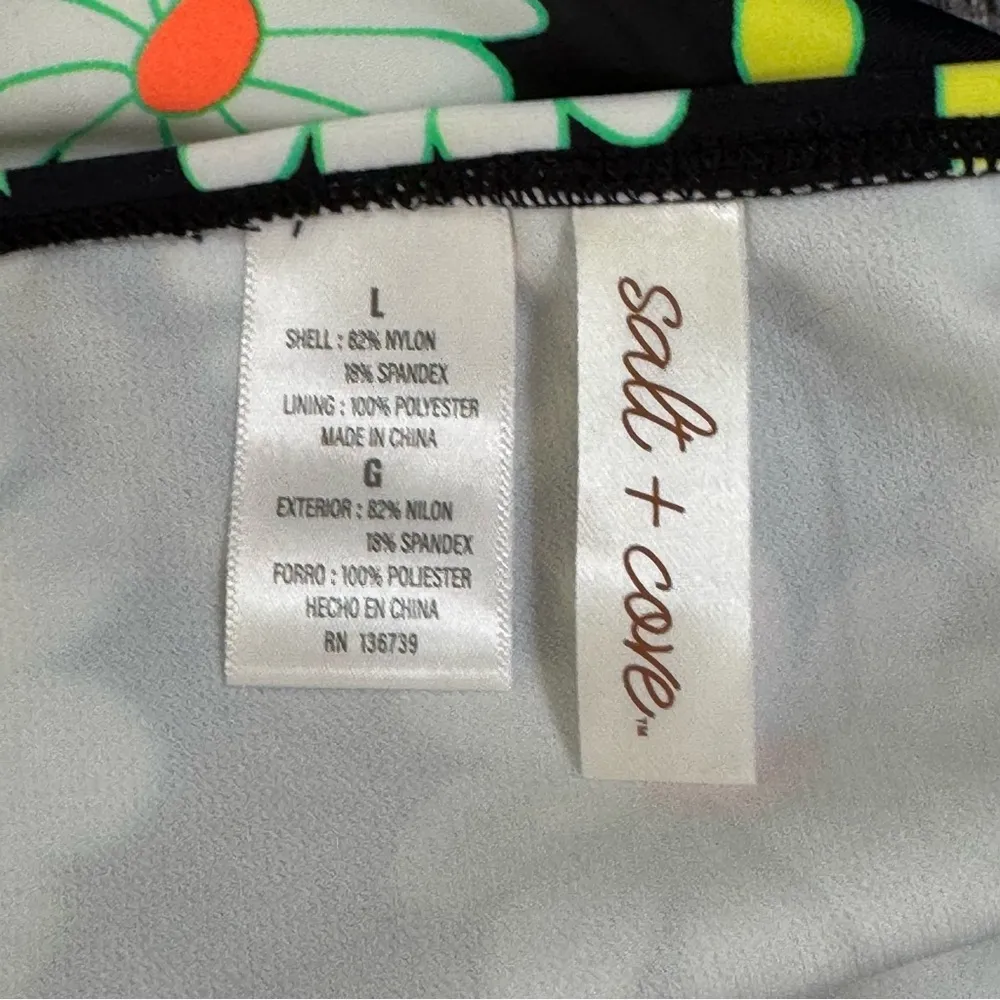 L
SHELL : 82% NYLON
18% SPANDEX
LINING : 100% POLYESTER
MADE IN CHINA
G
EXTERIOR : 82% NILON
18% SPANDEX
FORRO : 100% POLIESTER
HECHO EN CHINA
RN 136739
salt + cove™